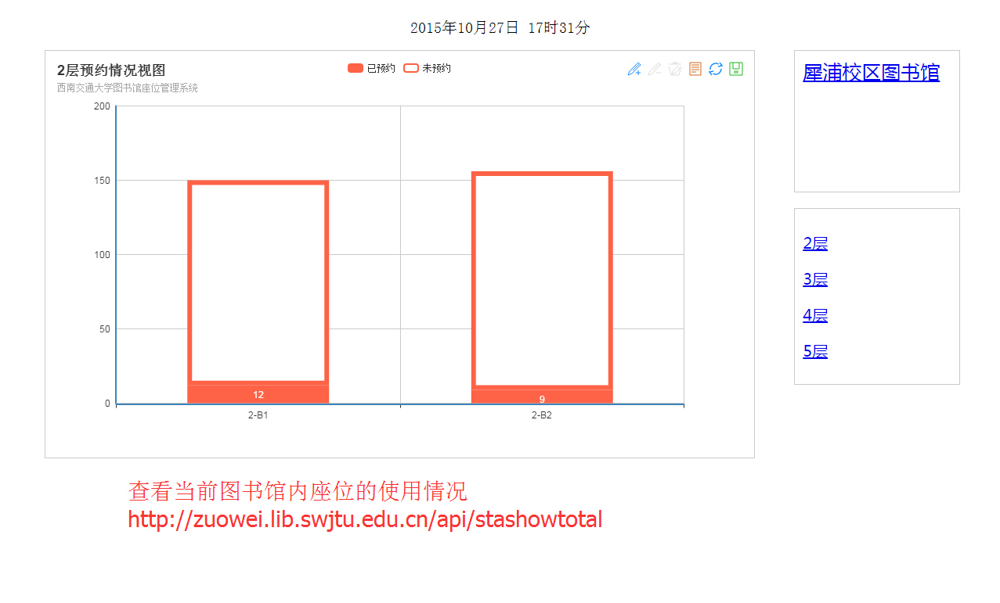 2015年10月27日 17时31分
2层预约情况视图
已预约 未预约
西南交通大学图书馆座位管理系统
200
150
100
50
0
12
9
2-B1
2-B2
犀浦校区图书馆
2层
3层
4层
5层
查看当前图书馆内座位的使用情况
http://zuowei.lib.swjtu.edu.cn/api/stashowtotal